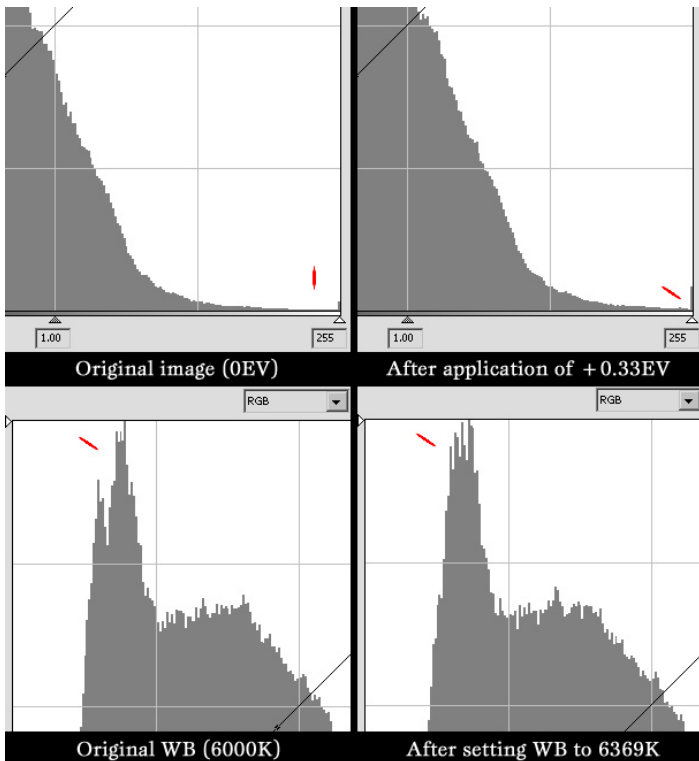 1.00 255 1.00 255
Original image (0EV) After application of +0.33EV
RGB RGB
Original WB (6000K) After setting WB to 6369K